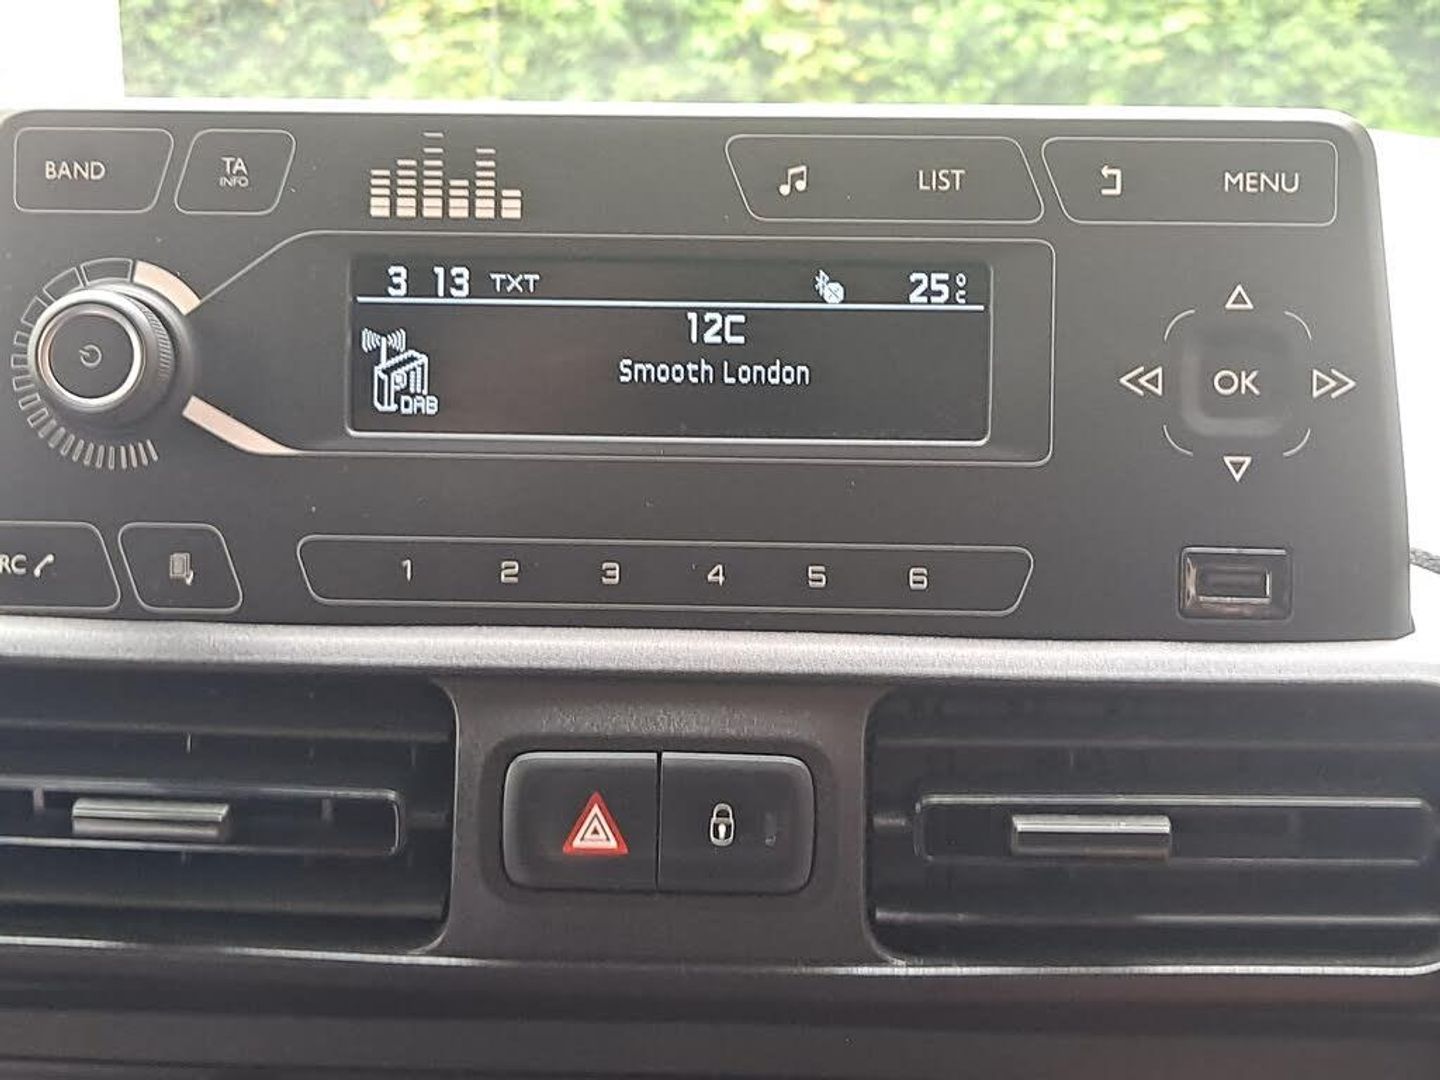 BAND
TA
INFO
LIST
MENU
3 13 TXT 25°C
12C
Smooth London
DAB
OK
RC
1 2 3 4 5 6